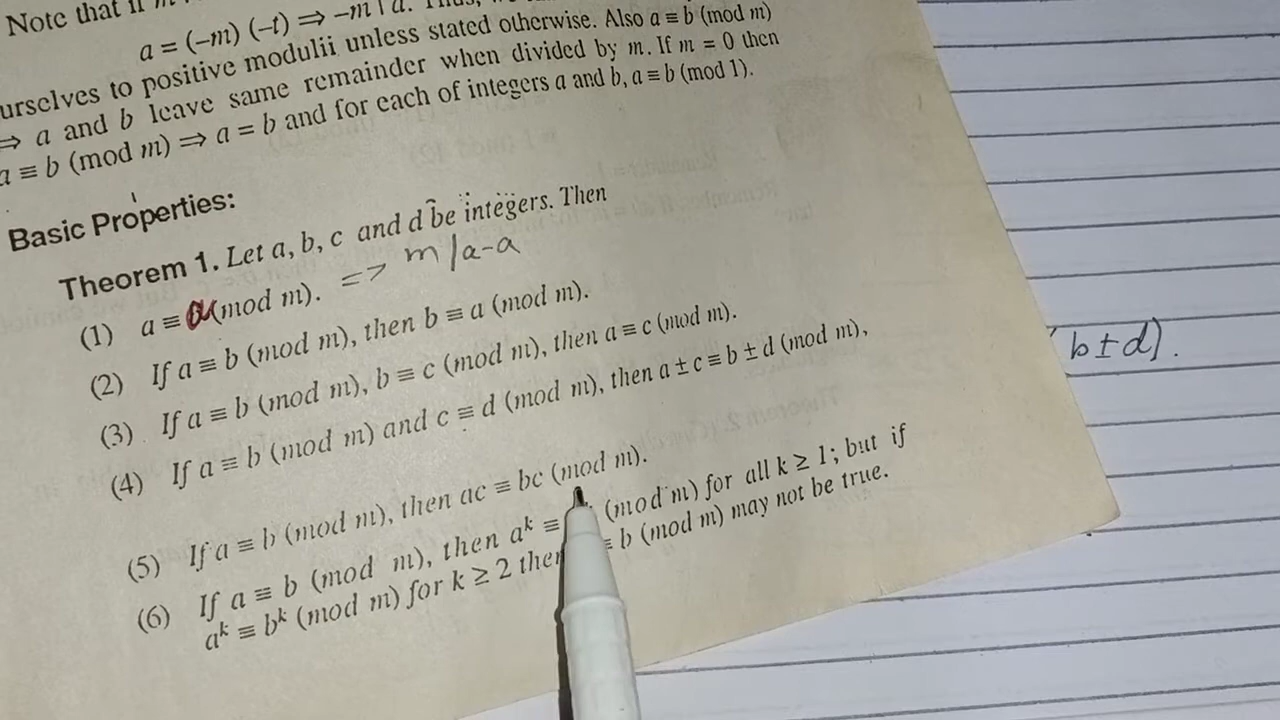 Note that if m
a = (−m) (−t) ⇒ −m | a. Thus, we
urselves to positive modulii unless stated otherwise. Also a ≡ b (mod m)
⇒ a and b leave same remainder when divided by m. If m = 0 then
a ≡ b (mod m) ⇒ a = b and for each of integers a and b, a ≡ b (mod 1).
Basic Properties:
Theorem 1. Let a, b, c and d be integers. Then
(1) a ≡ a (mod m). => m | a-a
(2) If a ≡ b (mod m), then b ≡ a (mod m).
(3) If a ≡ b (mod m), b ≡ c (mod m), then a ≡ c (mod m).
(4) If a ≡ b (mod m) and c ≡ d (mod m), then a ± c ≡ b ± d (mod m),
b±d).
(5) If a ≡ b (mod m), then ac ≡ bc (mod m).
(6) If a ≡ b (mod m), then aᵏ ≡ (mod m) for all k ≥ 1; but if
aᵏ ≡ bᵏ (mod m) for k ≥ 2 then ≡ b (mod m) may not be true.